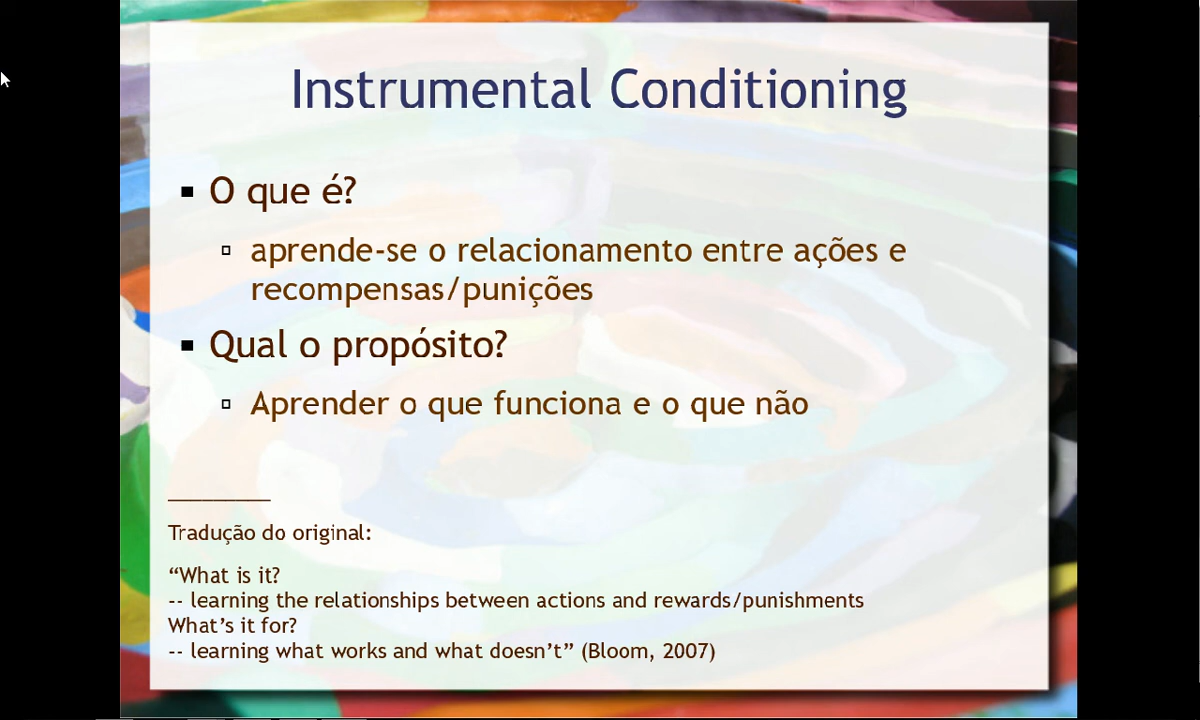 Instrumental Conditioning
O que é?
aprende-se o relacionamento entre ações e
recompensas/punições
Qual o propósito?
Aprender o que funciona e o que não
Tradução do original:
“What is it?
-- learning the relationships between actions and rewards/punishments
What’s it for?
-- learning what works and what doesn’t” (Bloom, 2007)